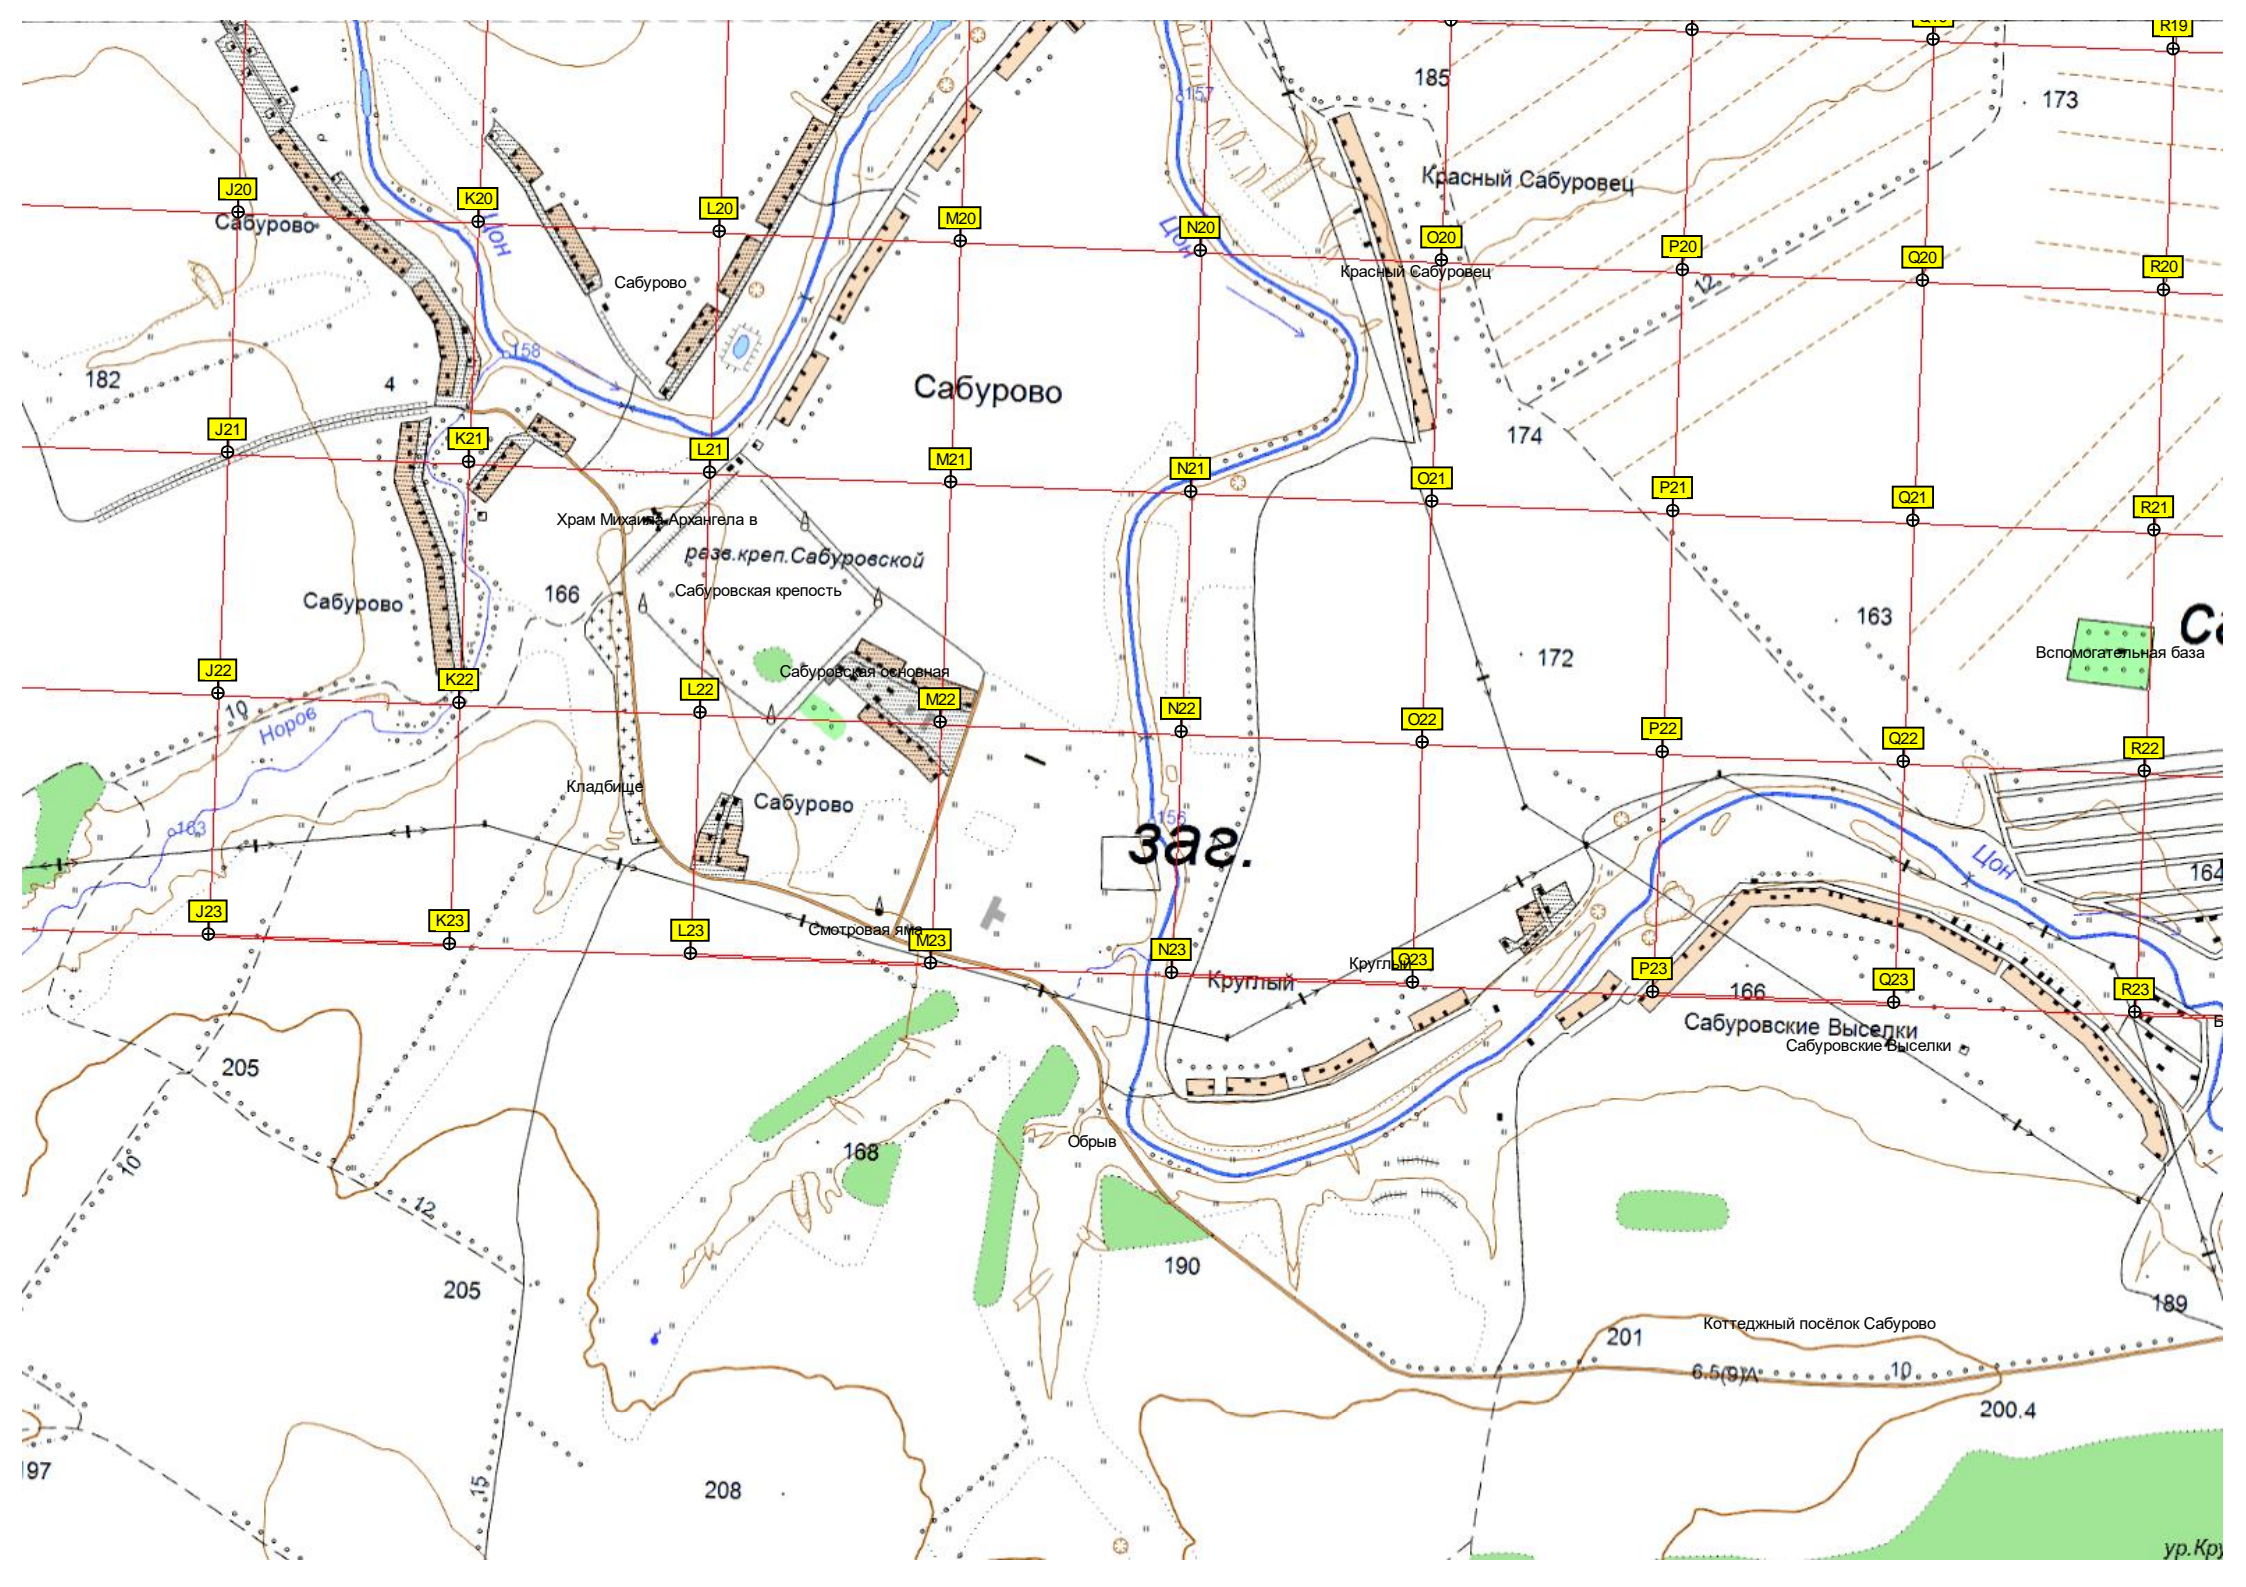 R19
185
173
157
Красный Сабуровец
J20
K20
L20
M20
N20
O20
P20
Q20
R20
Сабурово
Цон
Цон
Сабурово
Красный Сабуровец
12
158
182
4
Сабурово
174
J21
K21
L21
M21
N21
O21
P21
Q21
R21
Храм Михаила Архангела в
разв.креп.Сабуровской
Сабуровская крепость
166
Сабурово
163
172
Вспомогательная база
Сабуровская основная
J22
K22
L22
M22
N22
O22
P22
Q22
R22
10
Норов
Кладбище
Сабурово
163
156
заг.
Цон
164
J23
K23
L23
M23
N23
O23
P23
Q23
R23
Смотровая яма
Круглый
Круглый
166
Сабуровские Выселки
Сабуровские Выселки
205
168
Обрыв
10
12
190
205
189
201
Коттеджный посёлок Сабурово
6.5(9)А
10
200.4
197
15
208
ур.Кру